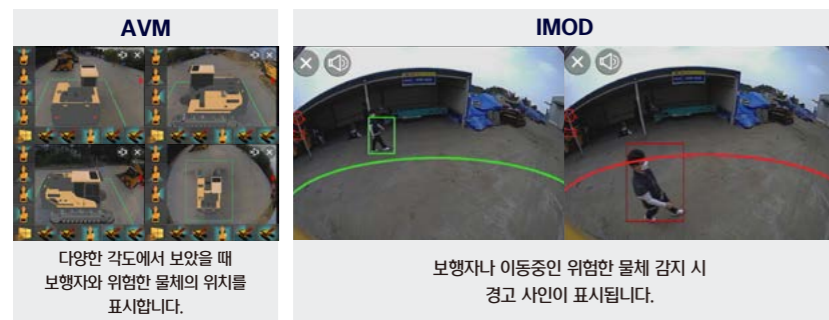 AVM
다양한 각도에서 보았을 때
보행자와 위험한 물체의 위치를
표시합니다.
IMOD
보행자나 이동중인 위험한 물체 감지 시
경고 사인이 표시됩니다.